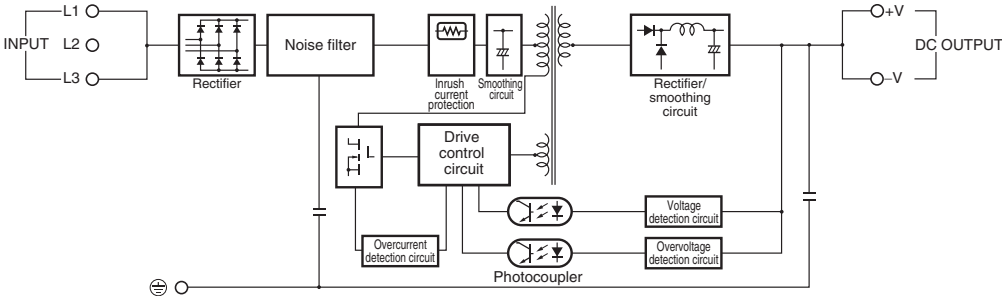 L1
INPUT
L2
L3
Rectifier
Noise filter
Inrush
current
protection
Smoothing
circuit
Rectifier/
smoothing
circuit
+V
DC OUTPUT
–V
Drive
control
circuit
Overcurrent
detection circuit
Photocoupler
Voltage
detection circuit
Overvoltage
detection circuit